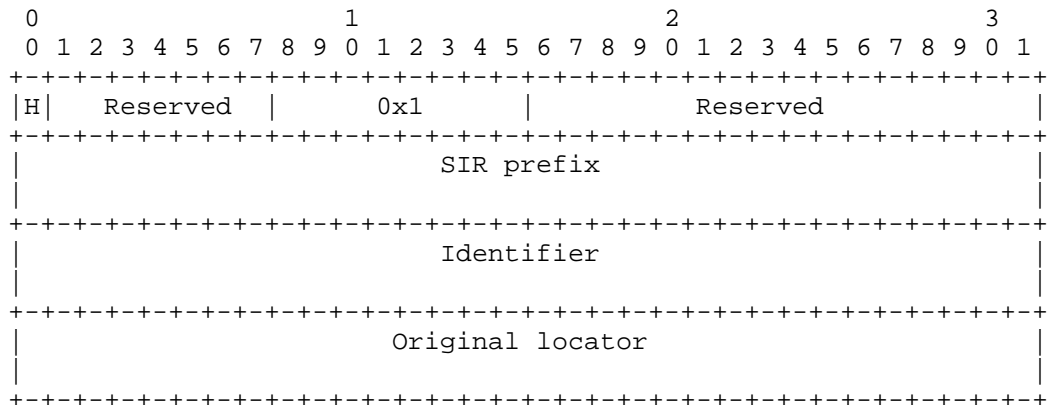 0                   1                   2                   3
 0 1 2 3 4 5 6 7 8 9 0 1 2 3 4 5 6 7 8 9 0 1 2 3 4 5 6 7 8 9 0 1
+-+-+-+-+-+-+-+-+-+-+-+-+-+-+-+-+-+-+-+-+-+-+-+-+-+-+-+-+-+-+-+-+
|H|   Reserved  |      0x1      |          Reserved             |
+-+-+-+-+-+-+-+-+-+-+-+-+-+-+-+-+-+-+-+-+-+-+-+-+-+-+-+-+-+-+-+-+
|                          SIR prefix                           |
|                                                               |
+-+-+-+-+-+-+-+-+-+-+-+-+-+-+-+-+-+-+-+-+-+-+-+-+-+-+-+-+-+-+-+-+
|                          Identifier                           |
|                                                               |
+-+-+-+-+-+-+-+-+-+-+-+-+-+-+-+-+-+-+-+-+-+-+-+-+-+-+-+-+-+-+-+-+
|                       Original locator                        |
|                                                               |
+-+-+-+-+-+-+-+-+-+-+-+-+-+-+-+-+-+-+-+-+-+-+-+-+-+-+-+-+-+-+-+-+